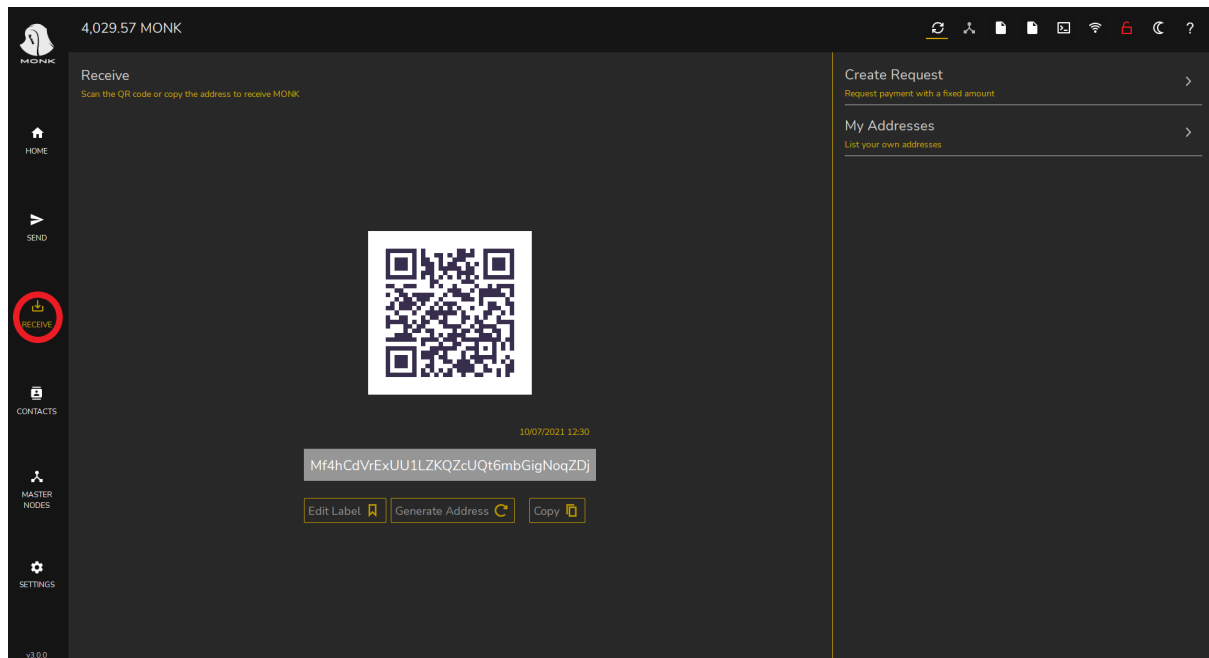 4,029.57 MONK
?
MONK
HOME
SEND
RECEIVE
CONTACTS
MASTER
NODES
SETTINGS
v3.0.0
Receive
Scan the QR code or copy the address to receive MONK
10/07/2021 12:30
Mf4hCdVrExUU1LZKQZcUQt6mbGigNoqZDj
Edit Label
Generate Address
Copy
Create Request
Request payment with a fixed amount
My Addresses
List your own addresses